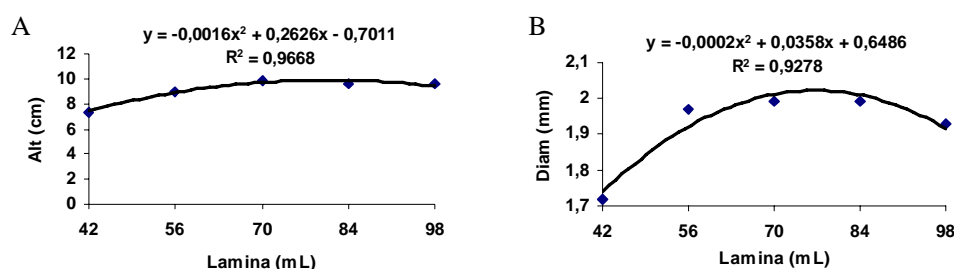 A
y = -0,0016x² + 0,2626x - 0,7011
R² = 0,9668
12
10
8
6
4
2
0
Alt (cm)
42 56 70 84 98
Lamina (mL)
B
y = -0,0002x² + 0,0358x + 0,6486
R² = 0,9278
2,1
2
1,9
1,8
1,7
Diam (mm)
42 56 70 84 98
Lamina (mL)